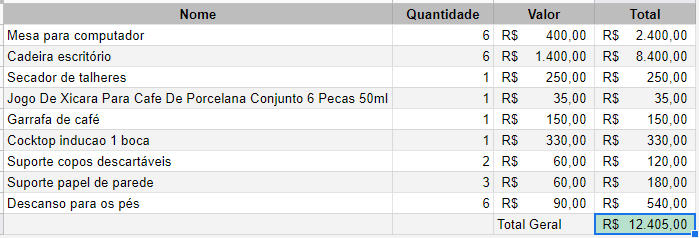 Nome Quantidade Valor Total
Mesa para computador 6 R$ 400,00 R$ 2.400,00
Cadeira escritório 6 R$ 1.400,00 R$ 8.400,00
Secador de talheres 1 R$ 250,00 R$ 250,00
Jogo De Xicara Para Cafe De Porcelana Conjunto 6 Pecas 50ml 1 R$ 35,00 R$ 35,00
Garrafa de café 1 R$ 150,00 R$ 150,00
Cocktop inducao 1 boca 1 R$ 330,00 R$ 330,00
Suporte copos descartáveis 2 R$ 60,00 R$ 120,00
Suporte papel de parede 3 R$ 60,00 R$ 180,00
Descanso para os pés 6 R$ 90,00 R$ 540,00
Total Geral R$ 12.405,00